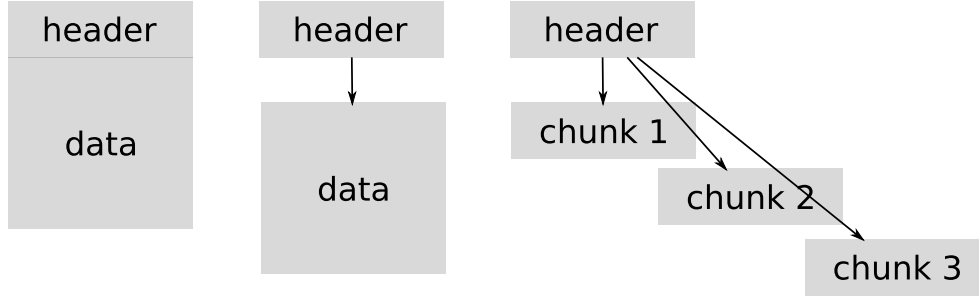 header
data
header
data
header
chunk 1
chunk 2
chunk 3